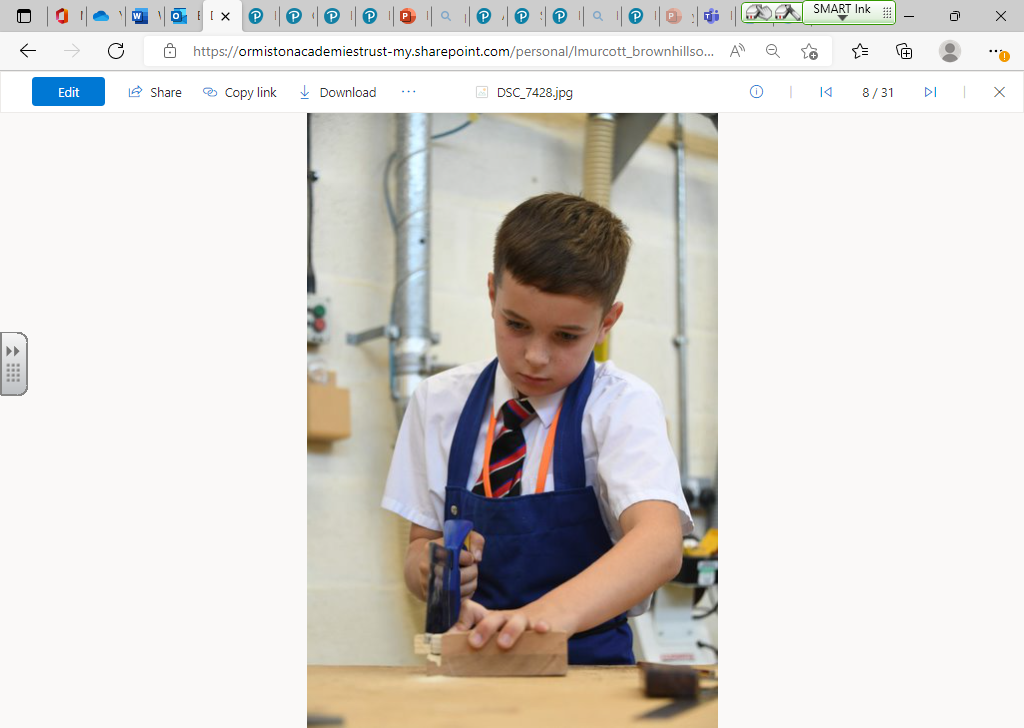 SMART Ink
https://ormistonacademiestrust-my.sharepoint.com/personal/lmurcott_brownhillso...
Edit
Share
Copy link
Download
DSC_7428.jpg
8 / 31